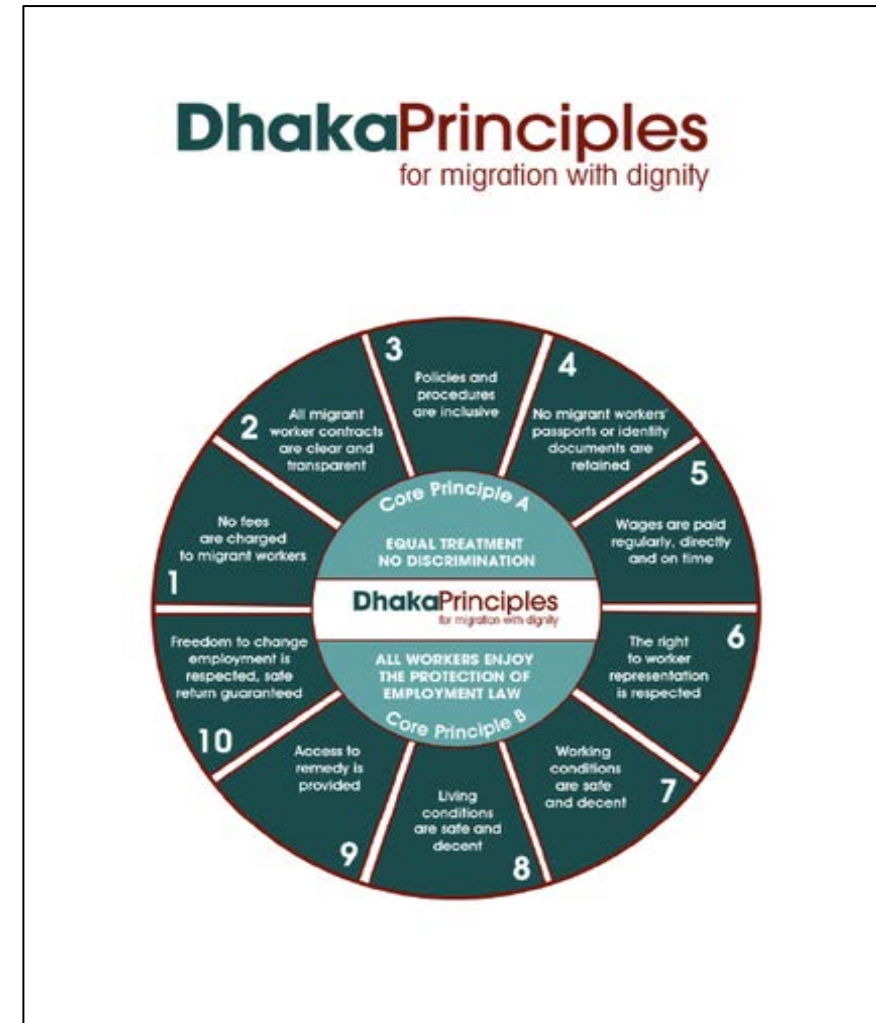 DhakaPrinciples
for migration with dignity
1
No fees
are charged
to migrant workers
2
All migrant
worker contracts
are clear and
transparent
3
Policies and
procedures
are inclusive
4
No migrant workers'
passports or identity
documents are
retained
5
Wages are paid
regularly, directly
and on time
6
The right
to worker
representation
is respected
7
Working
conditions
are safe
and decent
8
Living
conditions
are safe and
decent
9
Access to
remedy is
provided
10
Freedom to change
employment is
respected, safe
return guaranteed
Core Principle A
EQUAL TREATMENT
NO DISCRIMINATION
DhakaPrinciples
for migration with dignity
ALL WORKERS ENJOY
THE PROTECTION OF
EMPLOYMENT LAW
Core Principle B